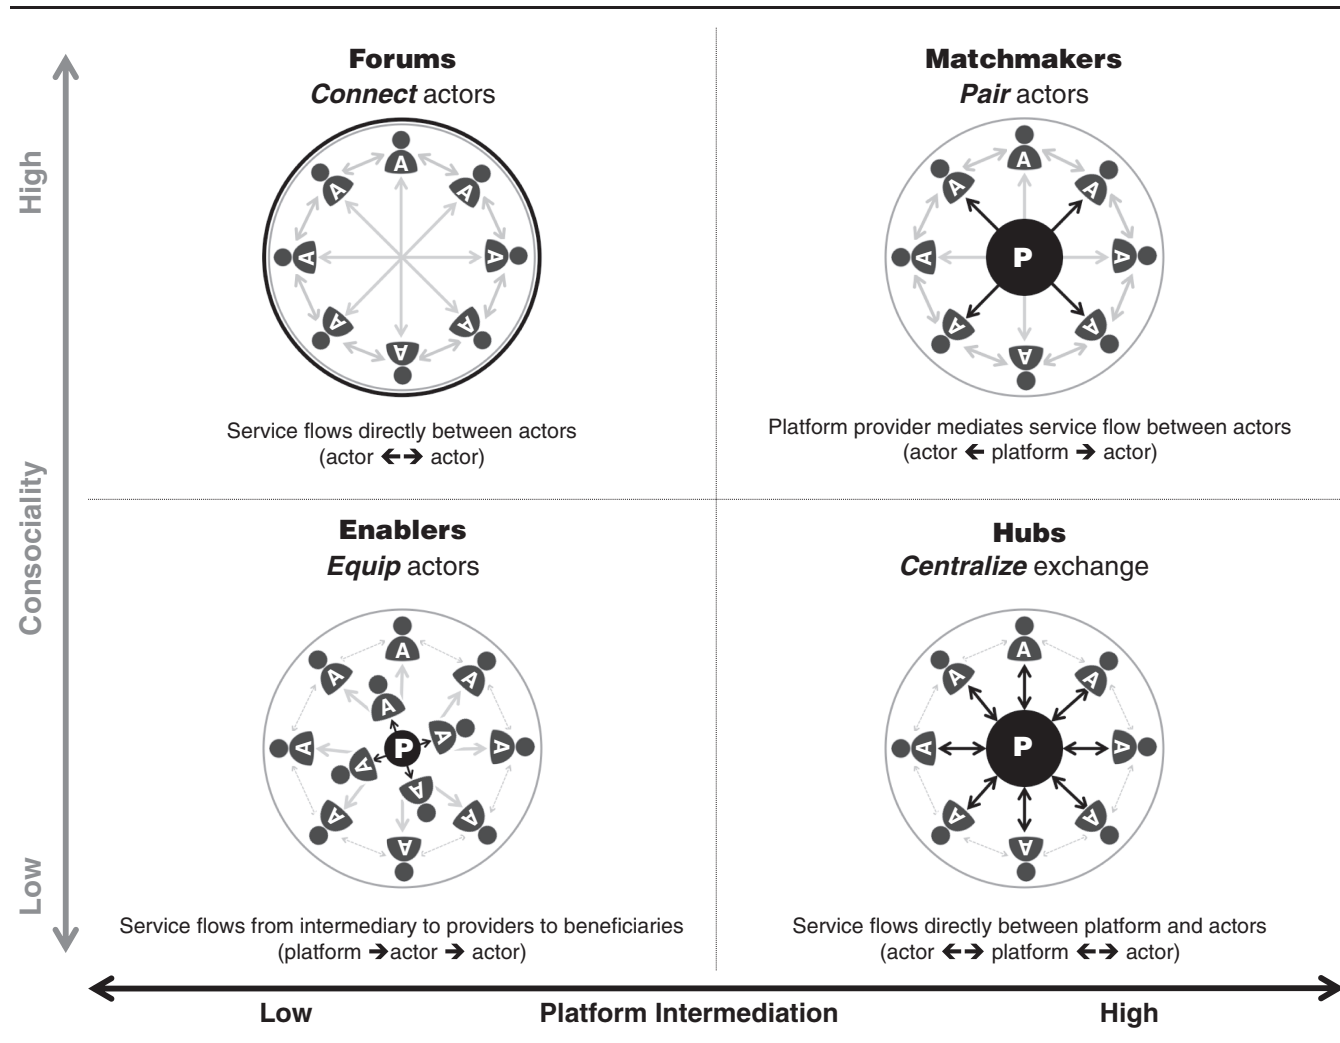 Forums
Connect actors
A
A
A
A
A
A
A
A
Service flows directly between actors
(actor ←→ actor)
Matchmakers
Pair actors
A
A
A
A
P
A
A
A
A
Platform provider mediates service flow between actors
(actor ← platform → actor)
High
Consociality
Low
Enablers
Equip actors
A
A
A
A
A
A
P
A
A
A
A
A
A
Service flows from intermediary to providers to beneficiaries
(platform →actor → actor)
Hubs
Centralize exchange
A
A
A
A
P
A
A
A
A
Service flows directly between platform and actors
(actor ←→ platform ←→ actor)
Low
Platform Intermediation
High